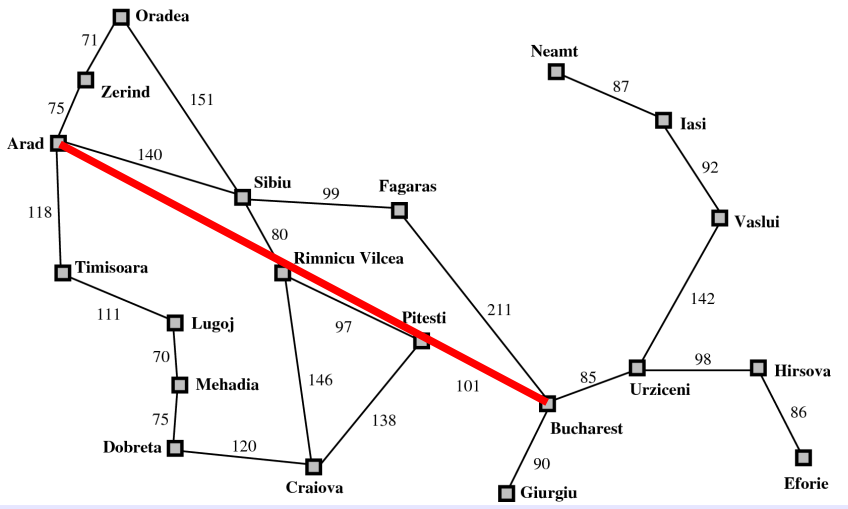 Oradea
71
Neamt
87
Zerind
151
75
Iasi
Arad
140
92
Sibiu
99
Fagaras
118
80
Vaslui
Rimnicu Vilcea
Timisoara
211
142
111
Lugoj
97
Pitesti
70
98
Hirsova
Mehadia
146
101
85
Urziceni
75
138
86
Bucharest
Dobreta
120
90
Craiova
Eforie
Giurgiu